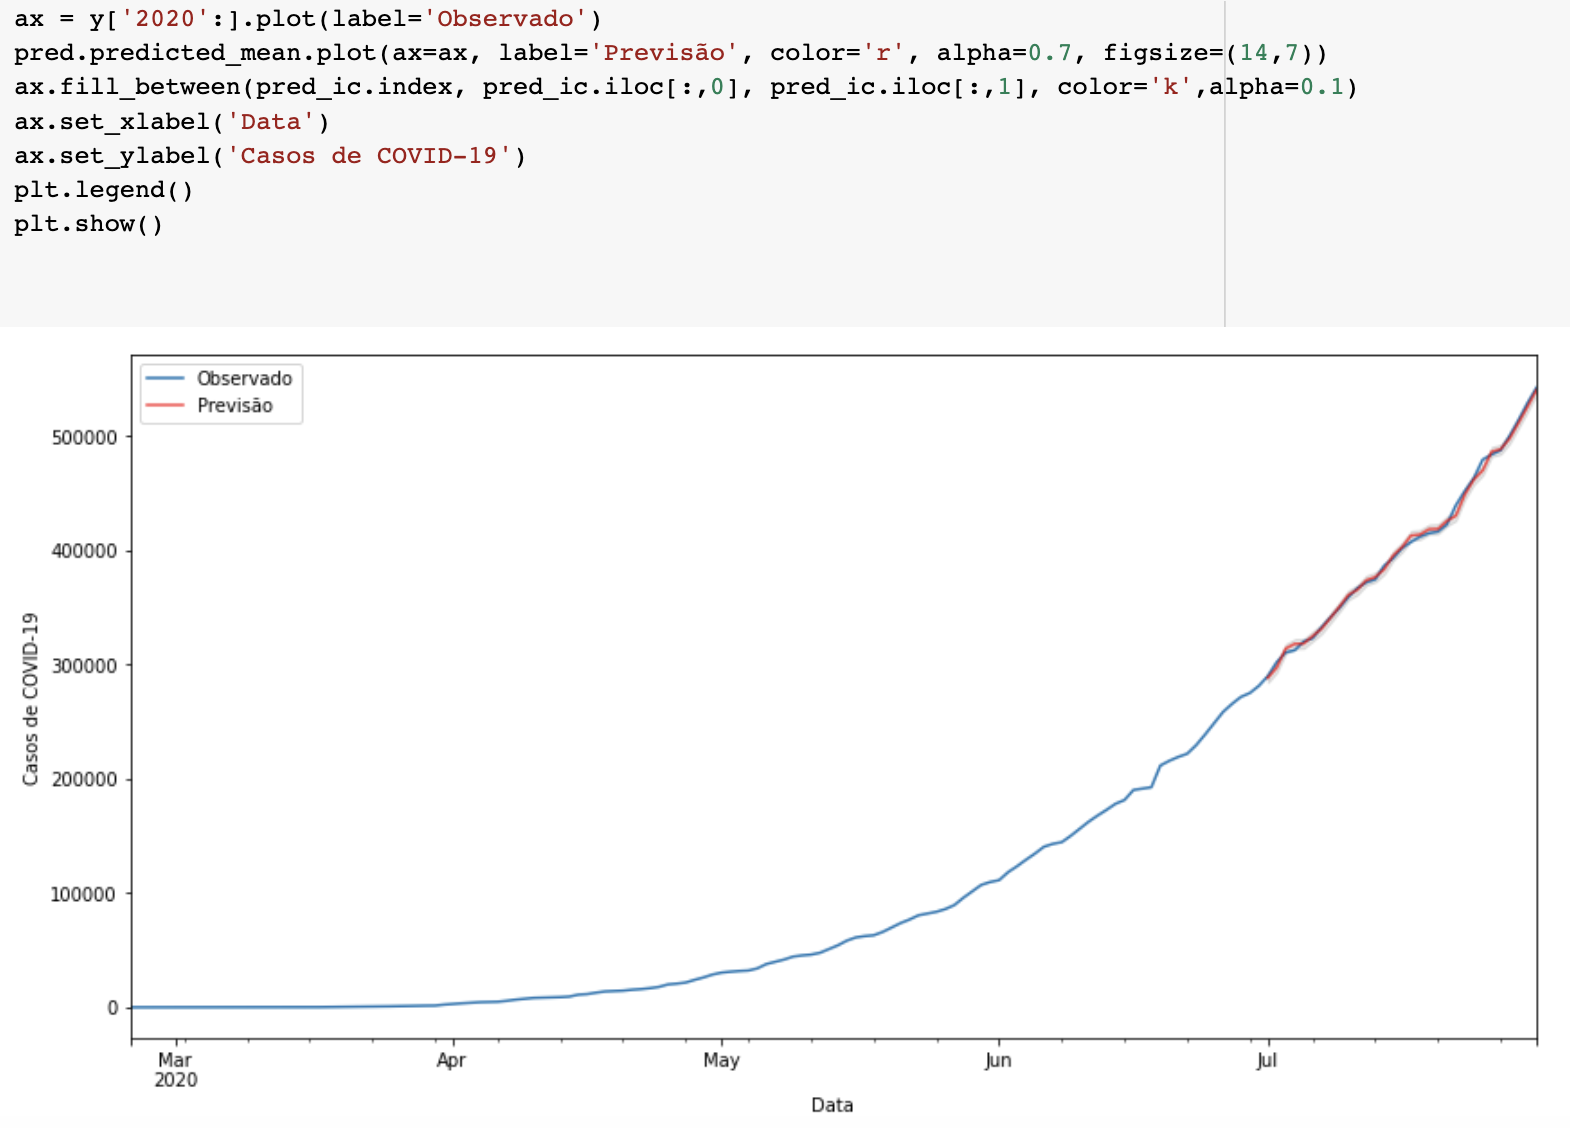 ax = y['2020':].plot(label='Observado')
pred.predicted_mean.plot(ax=ax, label='Previsão', color='r', alpha=0.7, figsize=(14,7))
ax.fill_between(pred_ic.index, pred_ic.iloc[:,0], pred_ic.iloc[:,1], color='k',alpha=0.1)
ax.set_xlabel('Data')
ax.set_ylabel('Casos de COVID-19')
plt.legend()
plt.show()
Observado
Previsão
500000
400000
300000
200000
100000
0
Casos de COVID-19
Mar Apr May Jun Jul
2020
Data